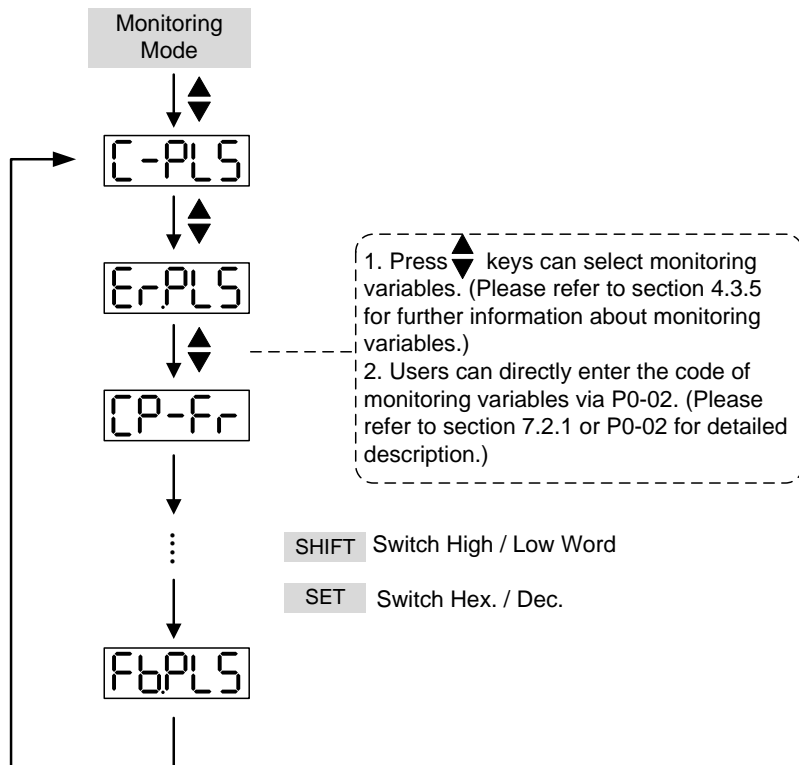 Monitoring
Mode
C-PLS
Er.PLS
1. Press keys can select monitoring
variables. (Please refer to section 4.3.5
for further information about monitoring
variables.)
2. Users can directly enter the code of
monitoring variables via P0-02. (Please
refer to section 7.2.1 or P0-02 for detailed
description.)
CP-Fr
SHIFT Switch High / Low Word
SET Switch Hex. / Dec.
Fb.PLS